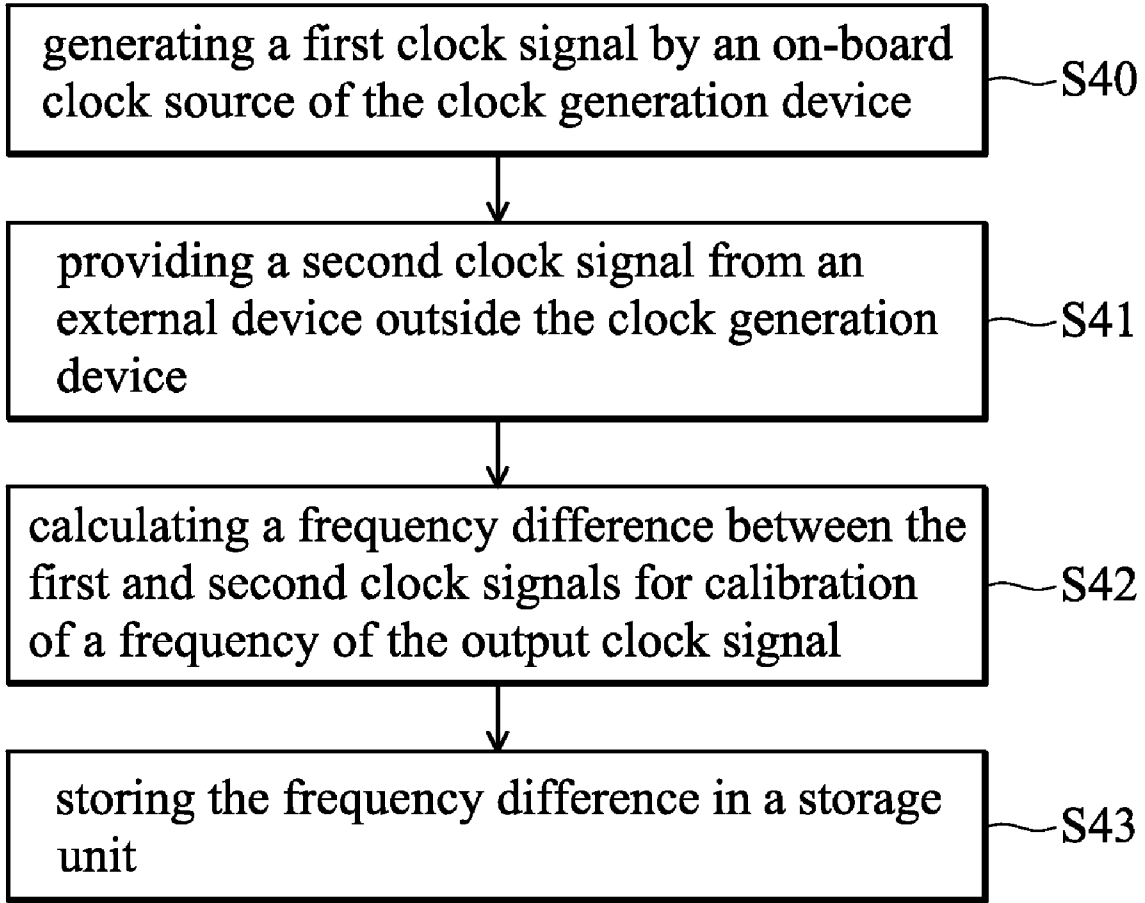 generating a first clock signal by an on-board
clock source of the clock generation device
S40
providing a second clock signal from an
external device outside the clock generation
device
S41
calculating a frequency difference between the
first and second clock signals for calibration
of a frequency of the output clock signal
S42
storing the frequency difference in a storage
unit
S43